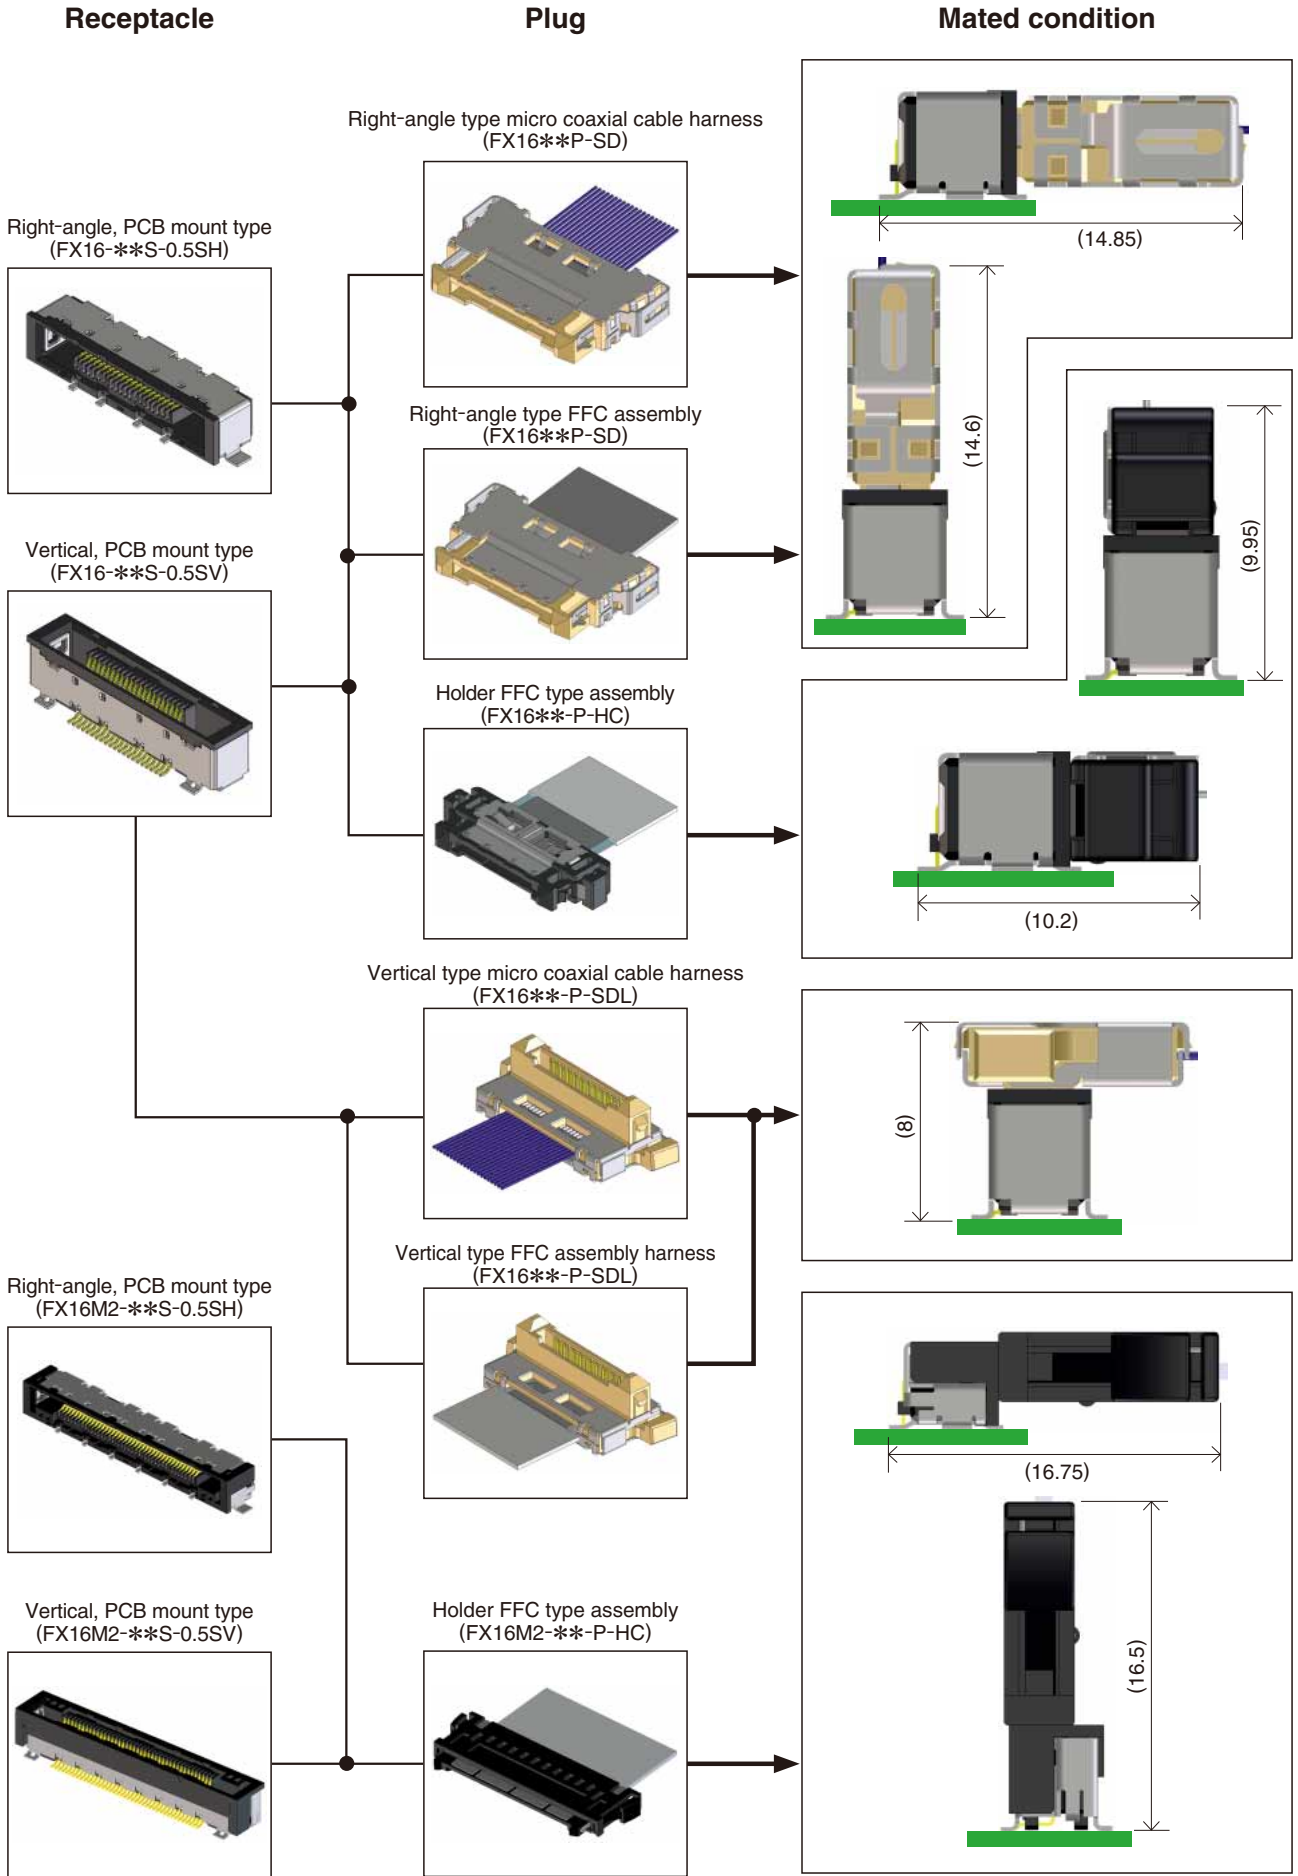 Receptacle
Plug
Mated condition
Right-angle type micro coaxial cable harness
(FX16**P-SD)
(14.85)
Right-angle, PCB mount type
(FX16-**S-0.5SH)
(14.6)
Right-angle type FFC assembly
(FX16**P-SD)
(9.95)
Vertical, PCB mount type
(FX16-**S-0.5SV)
Holder FFC type assembly
(FX16**-P-HC)
(10.2)
Vertical type micro coaxial cable harness
(FX16**-P-SDL)
(8)
Vertical type FFC assembly harness
(FX16**-P-SDL)
Right-angle, PCB mount type
(FX16M2-**S-0.5SH)
(16.75)
Vertical, PCB mount type
(FX16M2-**S-0.5SV)
Holder FFC type assembly
(FX16M2-**-P-HC)
(16.5)